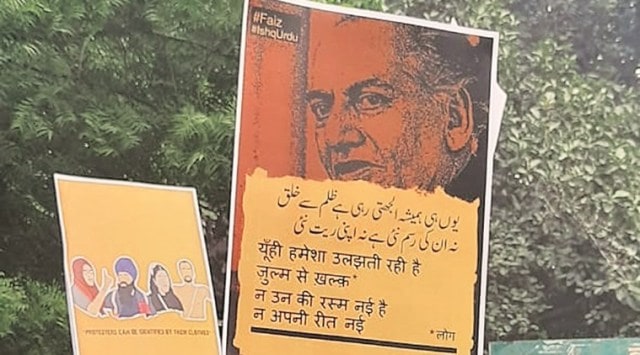 #Faiz
#IshqUrdu
یوں ہی ہمیشہ الجھتی رہی ہے ظلم سے خلق
نہ ان کی رسم نئی ہے نہ اپنی ریت نئی
यूँही हमेशा उलझती रही है
ज़ुल्म से खल्क़*
न उन की रस्म नई है
न अपनी रीत नई
*लोग
"PROTESTERS CAN BE IDENTIFIED BY THEIR CLOTHES"